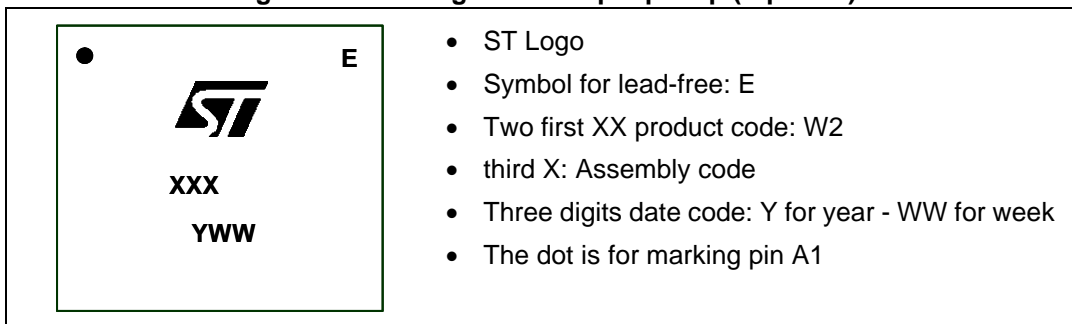 E
ST
XXX
YWW
• ST Logo
• Symbol for lead-free: E
• Two first XX product code: W2
• third X: Assembly code
• Three digits date code: Y for year - WW for week
• The dot is for marking pin A1